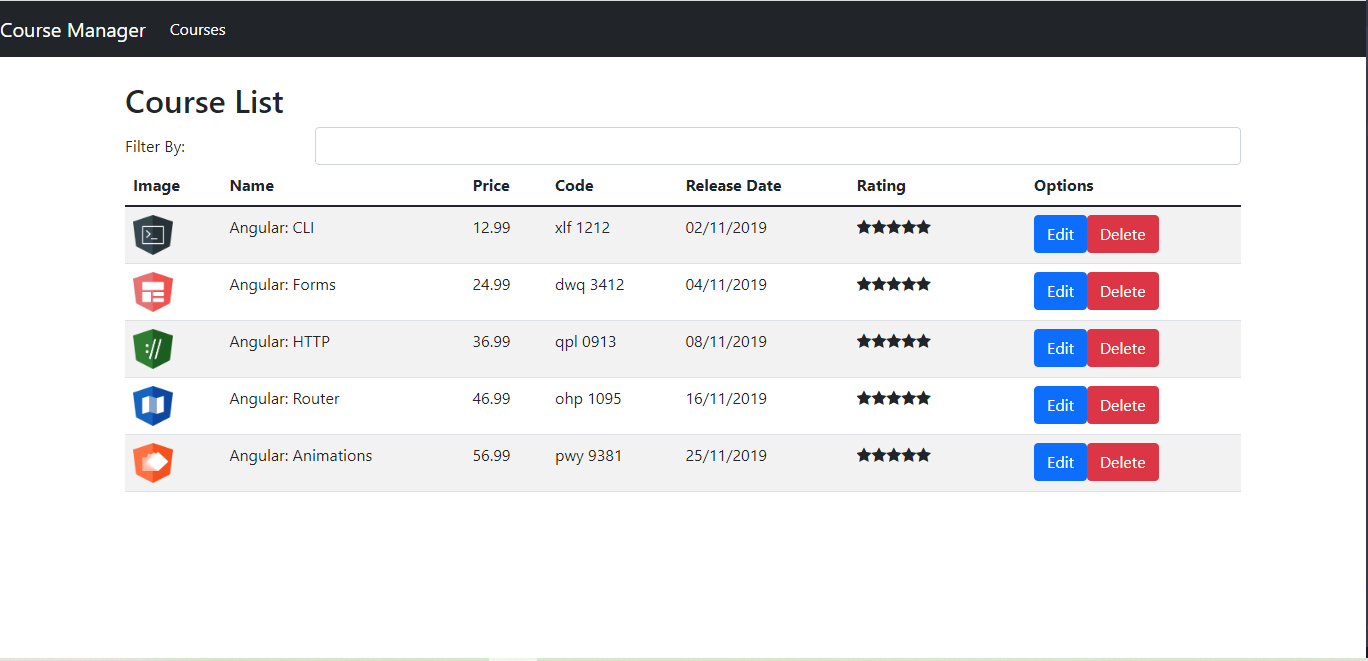 Course Manager Courses
Course List
Filter By:
Image Name Price Code Release Date Rating Options
Angular: CLI 12.99 xlf 1212 02/11/2019 Edit Delete
Angular: Forms 24.99 dwq 3412 04/11/2019 Edit Delete
Angular: HTTP 36.99 qpl 0913 08/11/2019 Edit Delete
Angular: Router 46.99 ohp 1095 16/11/2019 Edit Delete
Angular: Animations 56.99 pwy 9381 25/11/2019 Edit Delete